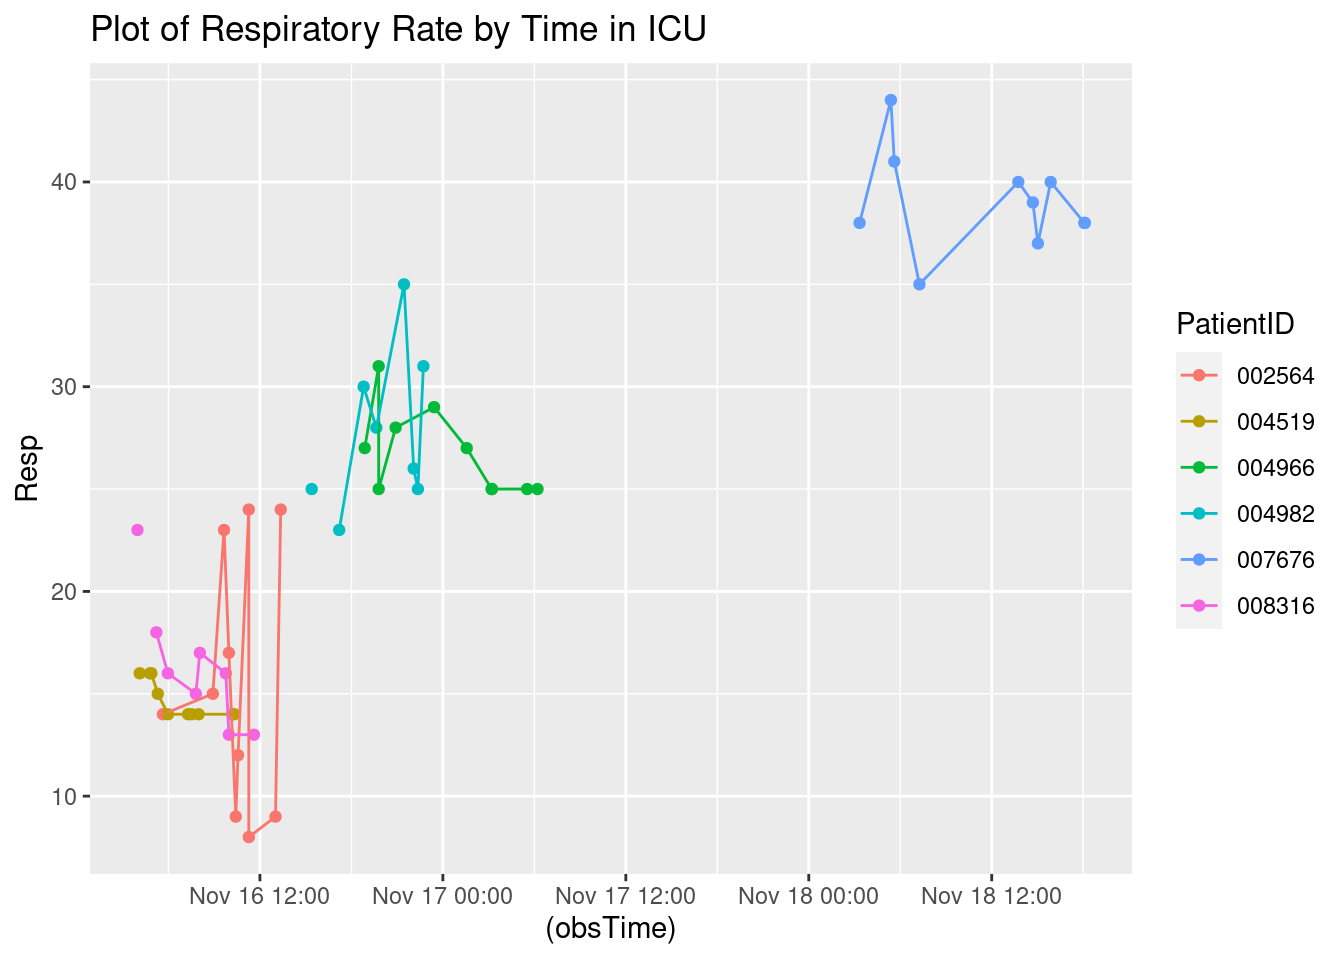 Plot of Respiratory Rate by Time in ICU
Resp
40
30
20
10
Nov 16 12:00
Nov 17 00:00
Nov 17 12:00
Nov 18 00:00
Nov 18 12:00
(obsTime)
PatientID
002564
004519
004966
004982
007676
008316